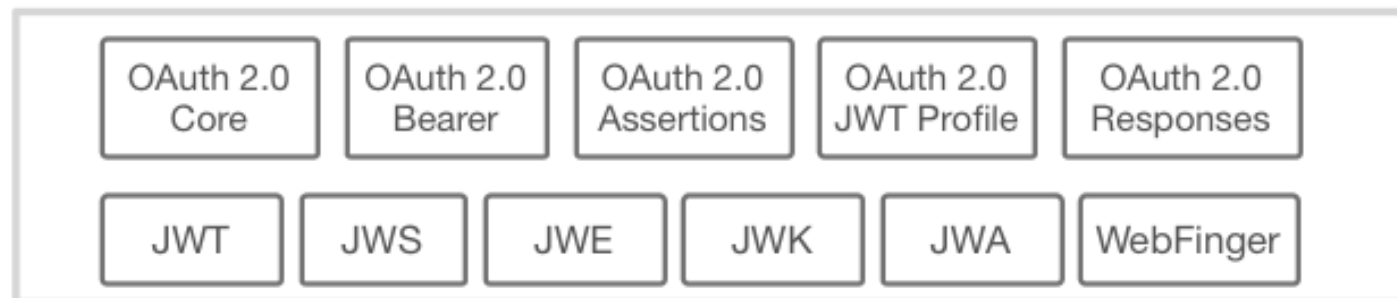 OAuth 2.0
Core
OAuth 2.0
Bearer
OAuth 2.0
Assertions
OAuth 2.0
JWT Profile
OAuth 2.0
Responses
JWT
JWS
JWE
JWK
JWA
WebFinger